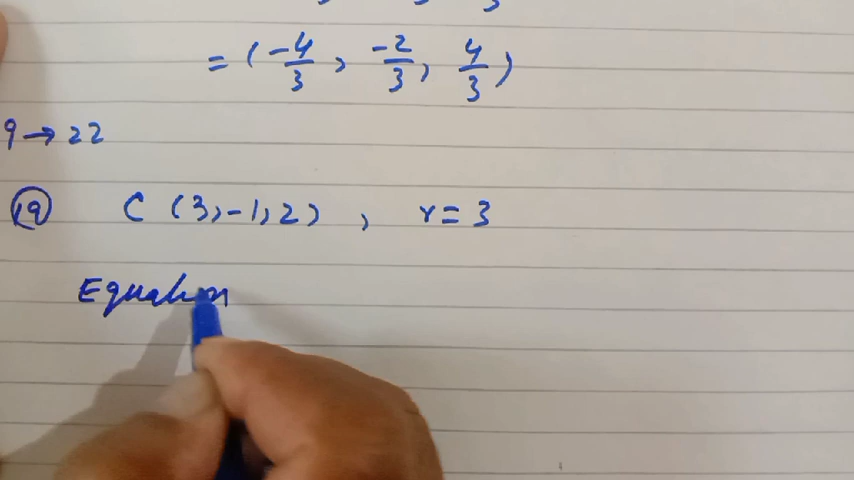 = (-4/3, -2/3, 4/3)
9 → 22
19 C (3, -1, 2) , r = 3
Equation